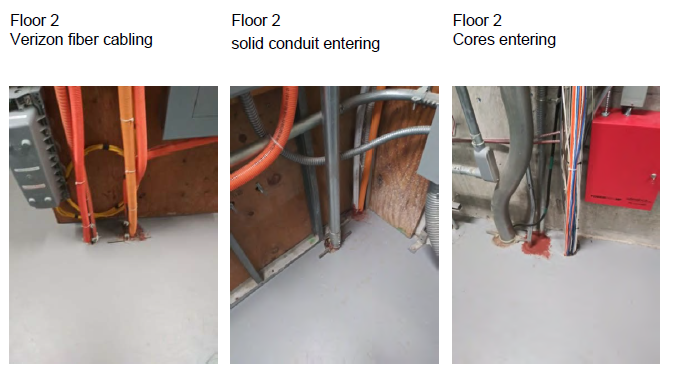 Floor 2
Verizon fiber cabling
Floor 2
solid conduit entering
Floor 2
Cores entering